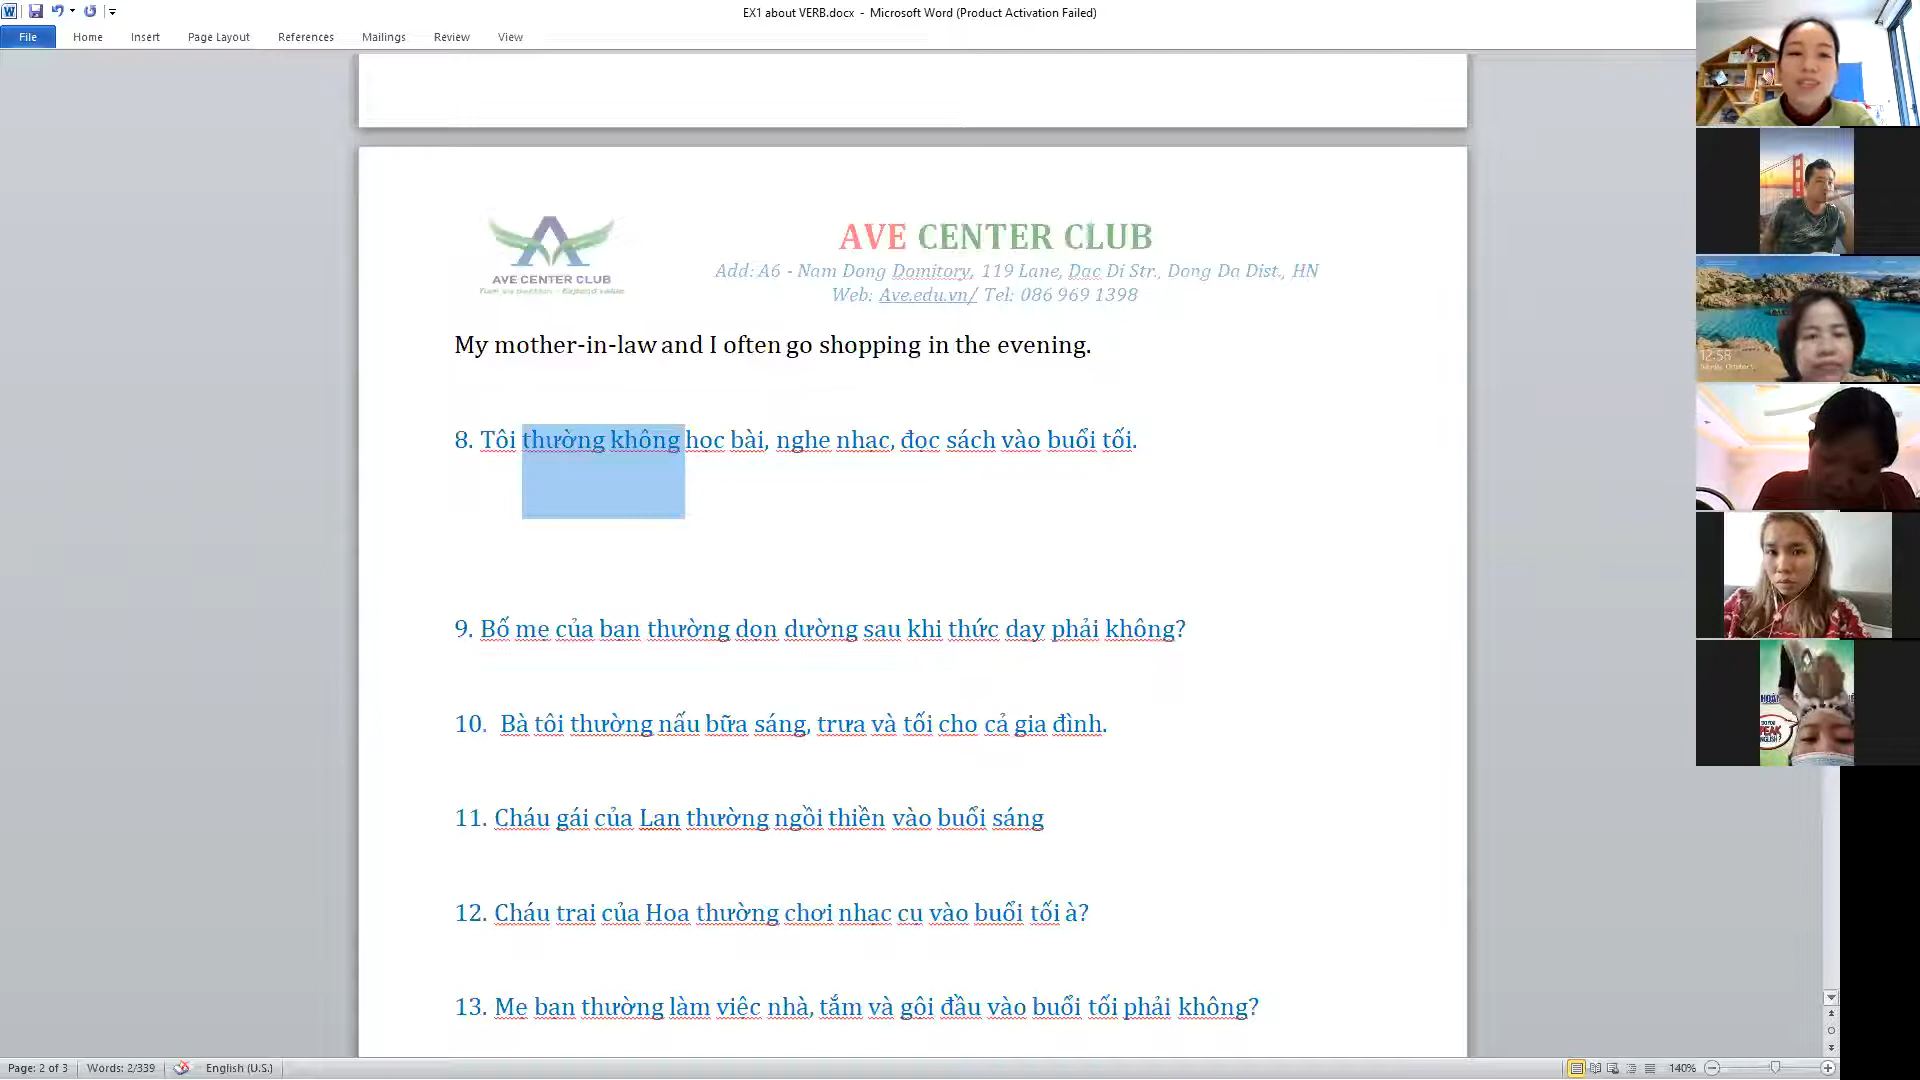 EX1 about VERB.docx - Microsoft Word (Product Activation Failed)
File Home Insert Page Layout References Mailings Review View
AVE CENTER CLUB
AVE CENTER CLUB
Add: A6 - Nam Dong Domitory, 119 Lane, Dac Di Str., Dong Da Dist., HN
Web: Ave.edu.vn/ Tel: 086 969 1398
My mother-in-law and I often go shopping in the evening.
8. Tôi thường không học bài, nghe nhạc, đọc sách vào buổi tối.
9. Bố mẹ của bạn thường dọn dường sau khi thức dạy phải không?
10. Bà tôi thường nấu bữa sáng, trưa và tối cho cả gia đình.
11. Cháu gái của Lan thường ngồi thiền vào buổi sáng
12. Cháu trai của Hoa thường chơi nhạc cụ vào buổi tối à?
13. Mẹ bạn thường làm việc nhà, tắm và gội đầu vào buổi tối phải không?
12:58
Page: 2 of 3 Words: 2/339 English (U.S.) 140%